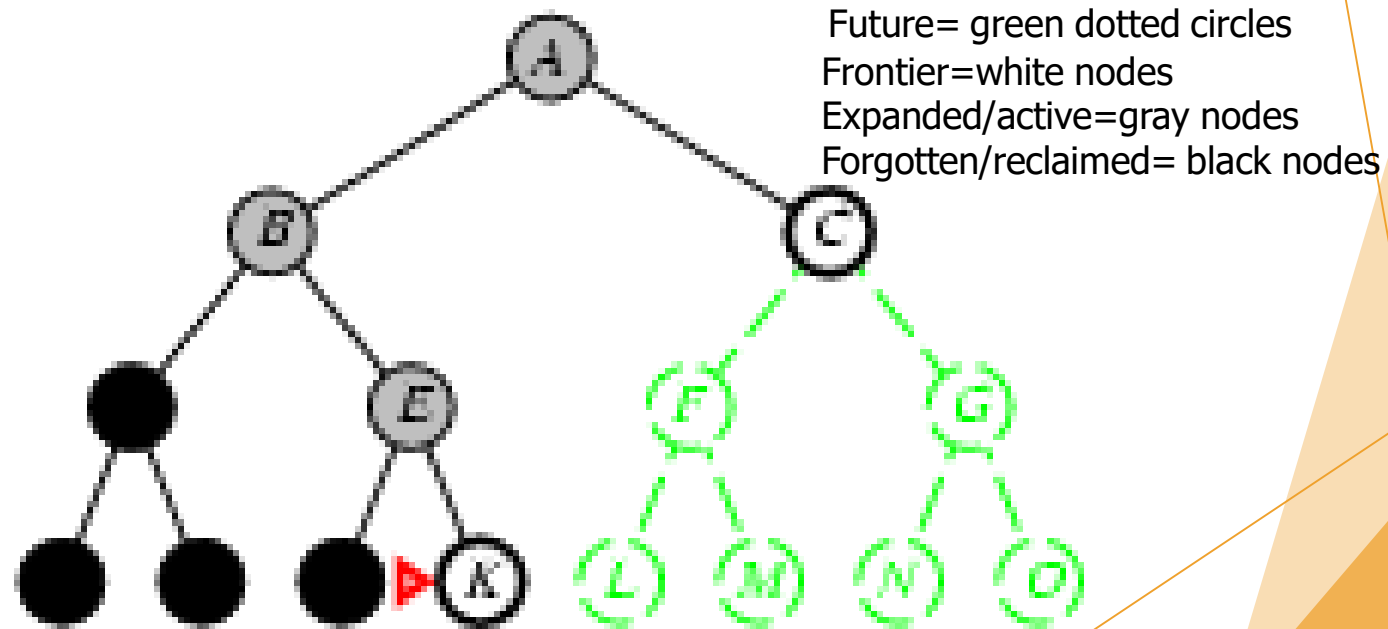 Future= green dotted circles
Frontier=white nodes
Expanded/active=gray nodes
Forgotten/reclaimed= black nodes
A
B
C
E
F
G
K
L
M
N
O